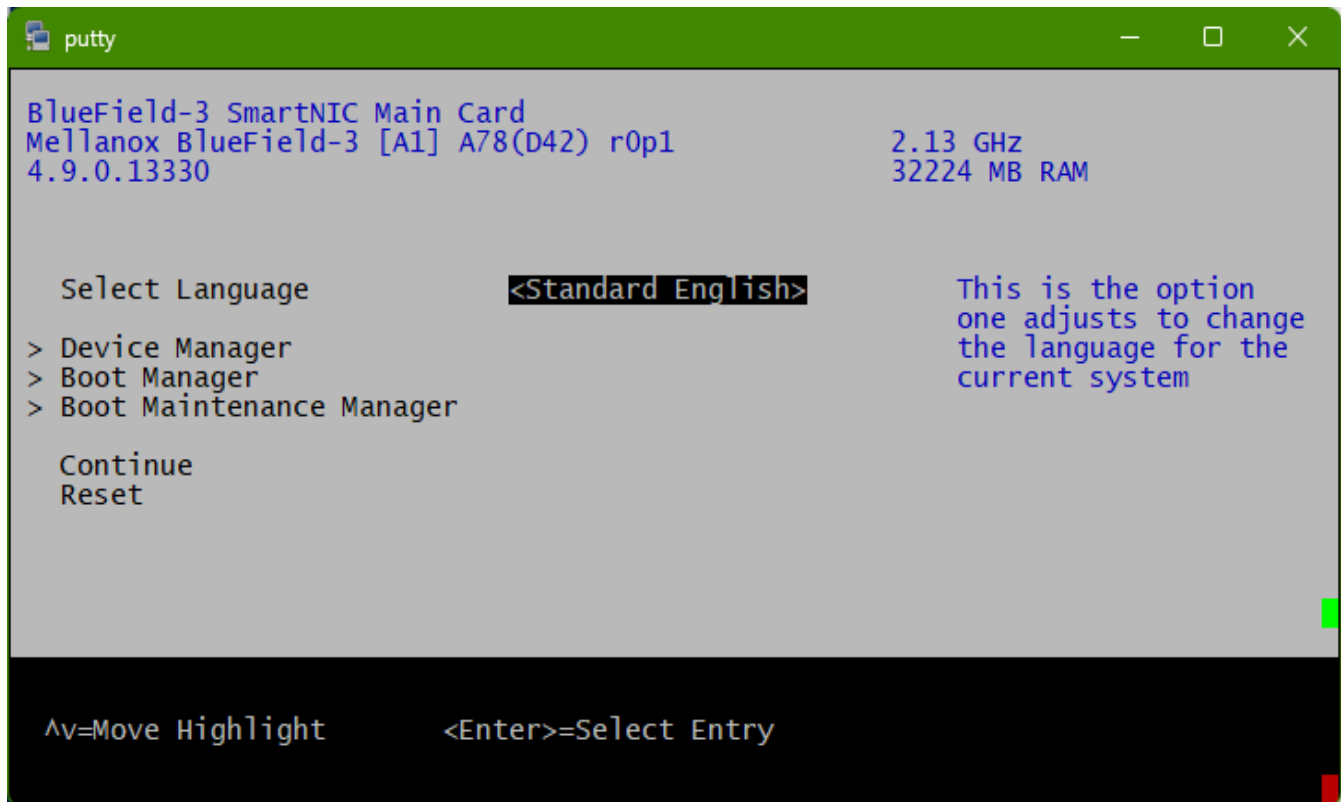 putty
BlueField-3 SmartNIC Main Card
Mellanox BlueField-3 [A1] A78(D42) r0p1 2.13 GHz
4.9.0.13330 32224 MB RAM
Select Language <Standard English> This is the option
one adjusts to change
> Device Manager the language for the
> Boot Manager current system
> Boot Maintenance Manager
Continue
Reset
^v=Move Highlight <Enter>=Select Entry